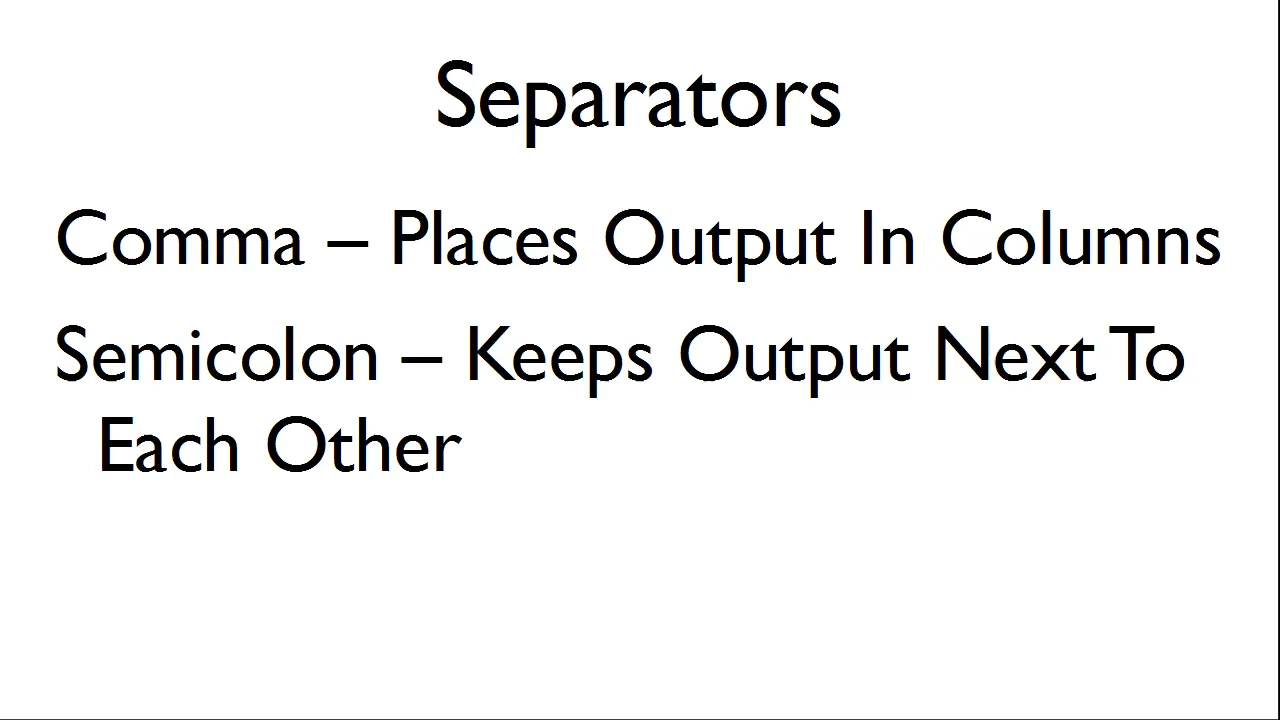 Separators
Comma – Places Output In Columns
Semicolon – Keeps Output Next To
Each Other